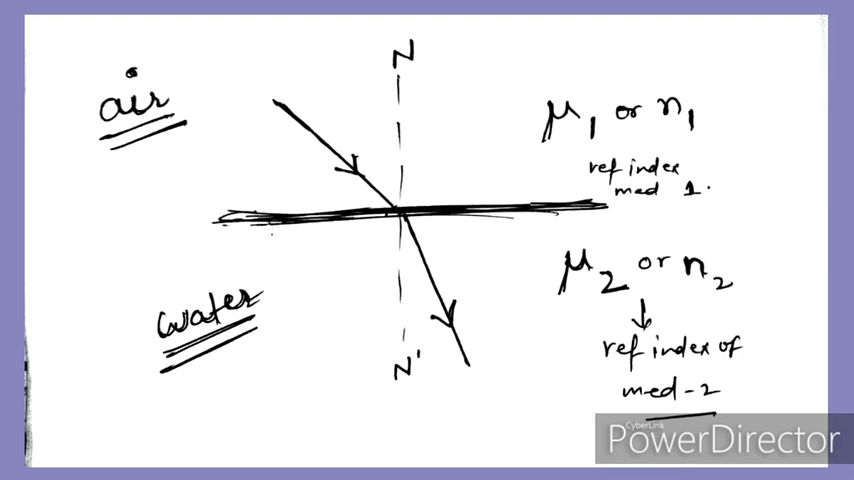 N
air
μ1 or n1
ref index
med 1.
μ2 or n2
water
ref index of
N'
med-2
CyberLink
PowerDirector